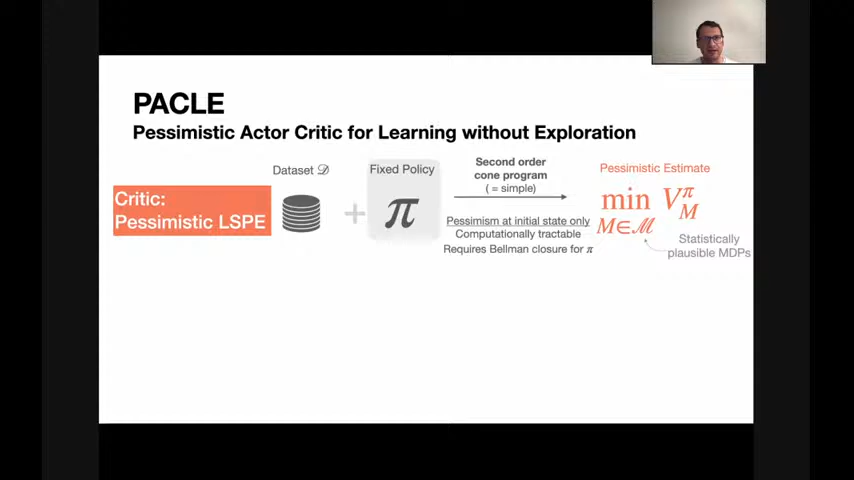 PACLE
Pessimistic Actor Critic for Learning without Exploration
Critic:
Pessimistic LSPE
Dataset 𝒟
+
Fixed Policy
π
Second order
cone program
( = simple)
Pessimism at initial state only
Computationally tractable
Requires Bellman closure for π
Pessimistic Estimate
min V^π_M
M∈ℳ
Statistically
plausible MDPs